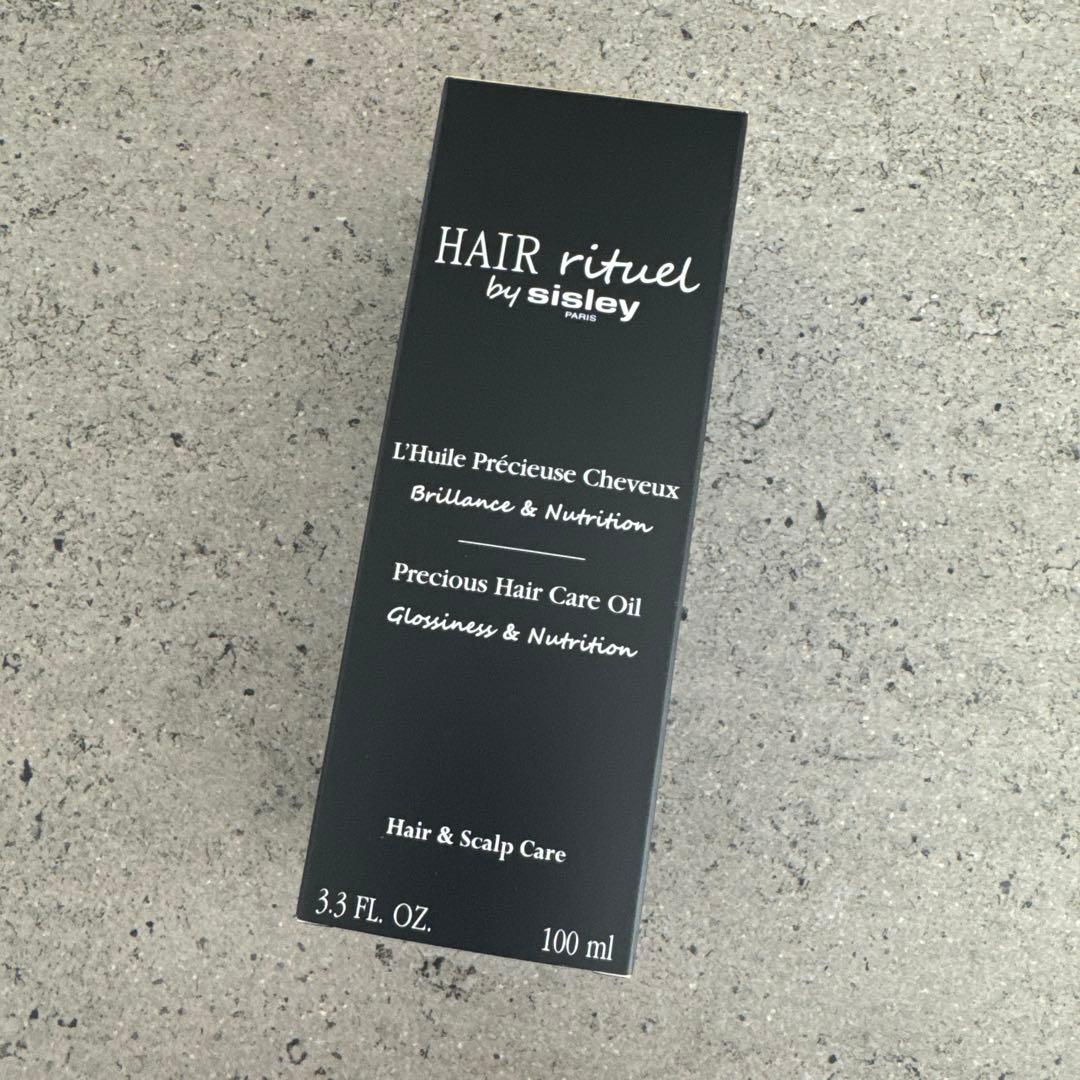 HAIR rituel
by sisley
PARIS
L'Huile Précieuse Cheveux
Brillance & Nutrition
Precious Hair Care Oil
Glossiness & Nutrition
Hair & Scalp Care
3.3 FL. OZ.
100 ml